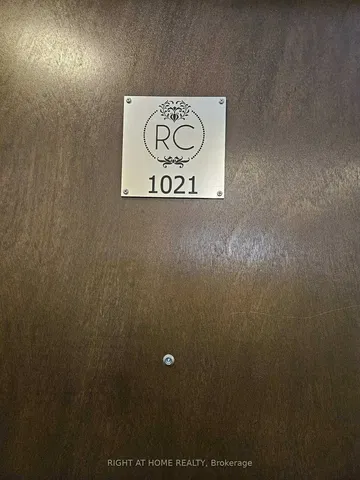 RC
1021
RIGHT AT HOME REALTY, Brokerage